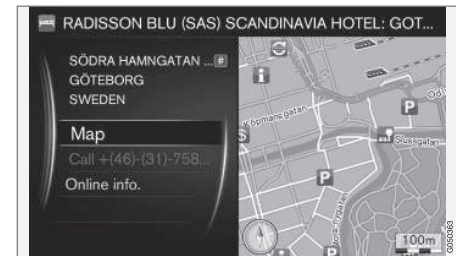 RADISSON BLU (SAS) SCANDINAVIA HOTEL: GOT...
SÖDRA HAMNGATAN ...#
GÖTEBORG
SWEDEN
Map
Call +(46)-(31)-758...
Online info.
Köpmansgatan
Slussgatan
P
P
P
i
i
$
100m
G050363